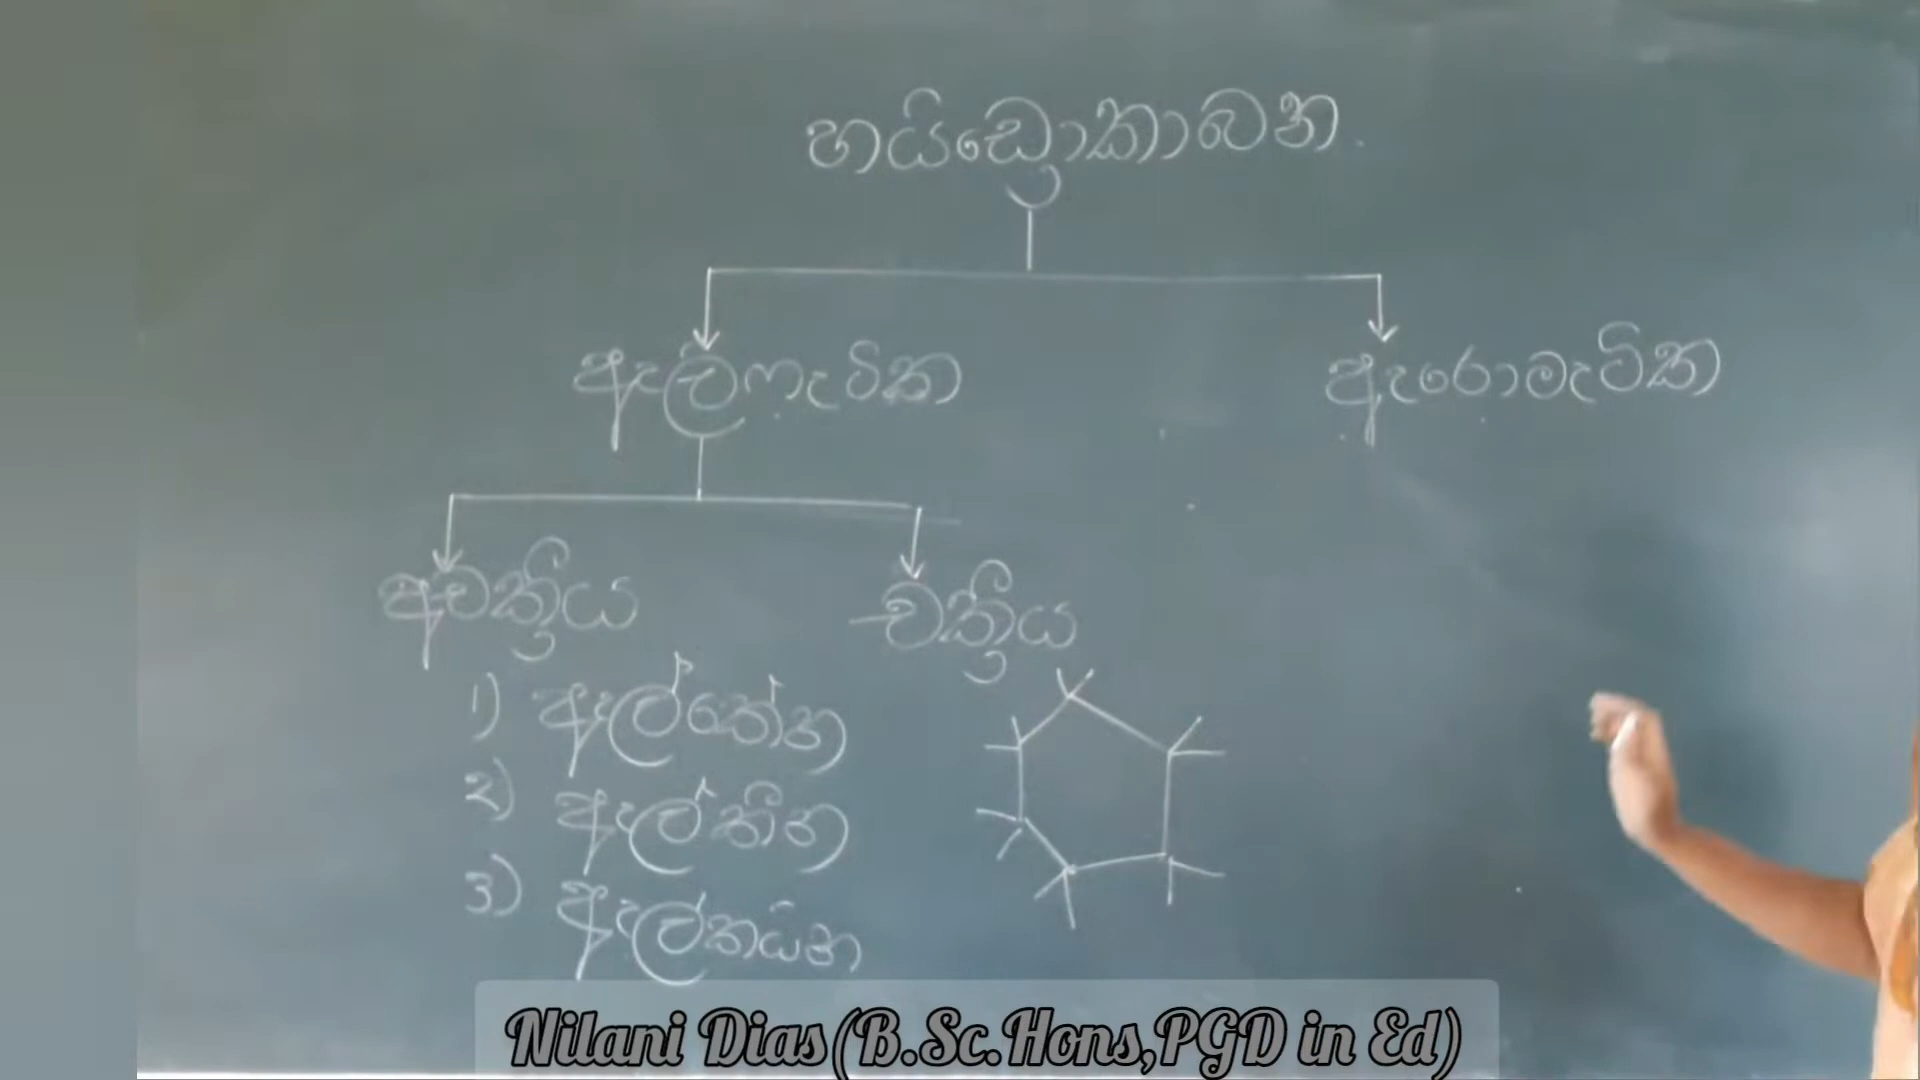 හයිඩ්‍රොකාබන.
ඇලිෆැටික
ඇරොමැටික
අචක්‍රීය
චක්‍රීය
1) ඇල්කේන
2) ඇල්කීන
3) ඇල්කයින
Nilani Dias(B.Sc.Hons,PGD in Ed)